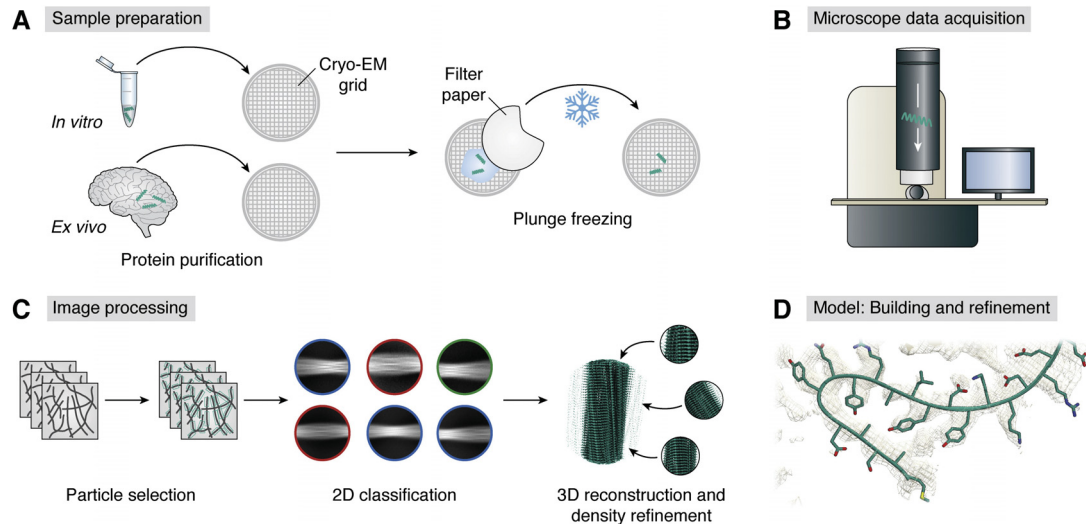 A Sample preparation
In vitro
Cryo-EM
grid
Ex vivo
Protein purification
Filter
paper
Plunge freezing
B Microscope data acquisition
C Image processing
Particle selection
2D classification
3D reconstruction and
density refinement
D Model: Building and refinement